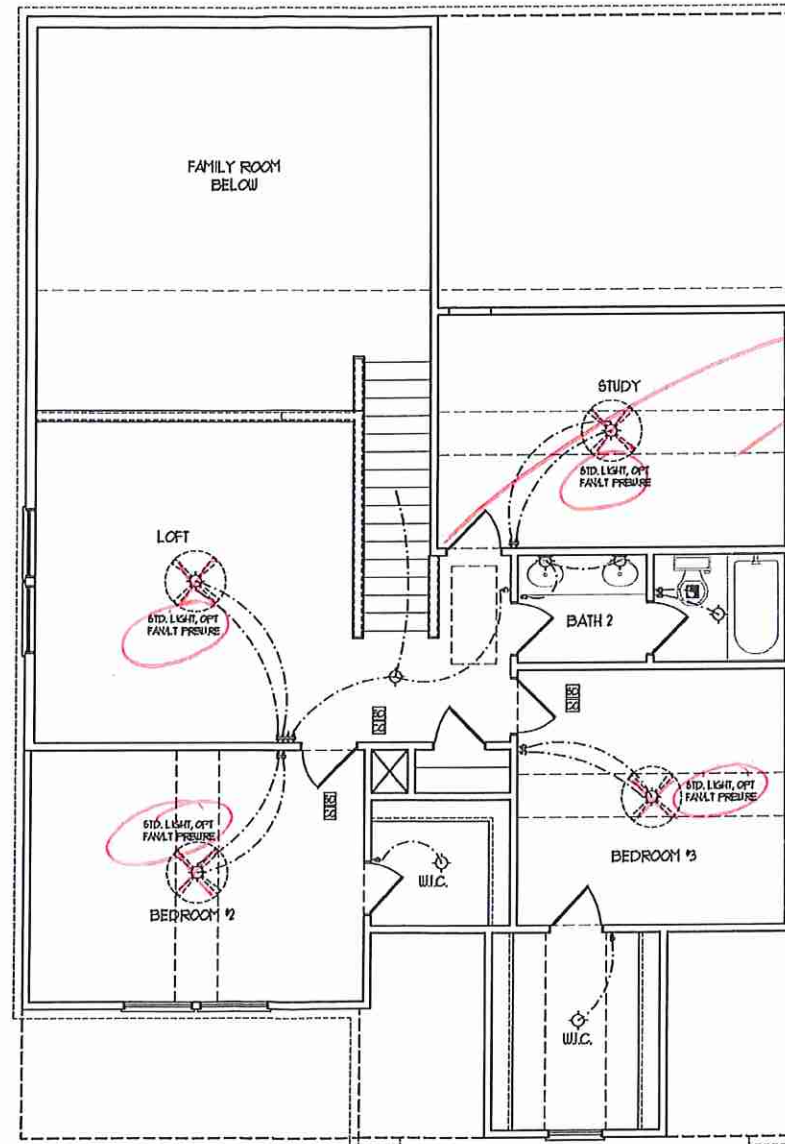 FAMILY ROOM
BELOW
STUDY
STD. LIGHT, OPT
FAN/LT PREWIRE
LOFT
STD. LIGHT, OPT
FAN/LT PREWIRE
BATH 2
STD. LIGHT, OPT
FAN/LT PREWIRE
STD. LIGHT, OPT
FAN/LT PREWIRE
BEDROOM #3
W.I.C.
BEDROOM #2
W.I.C.